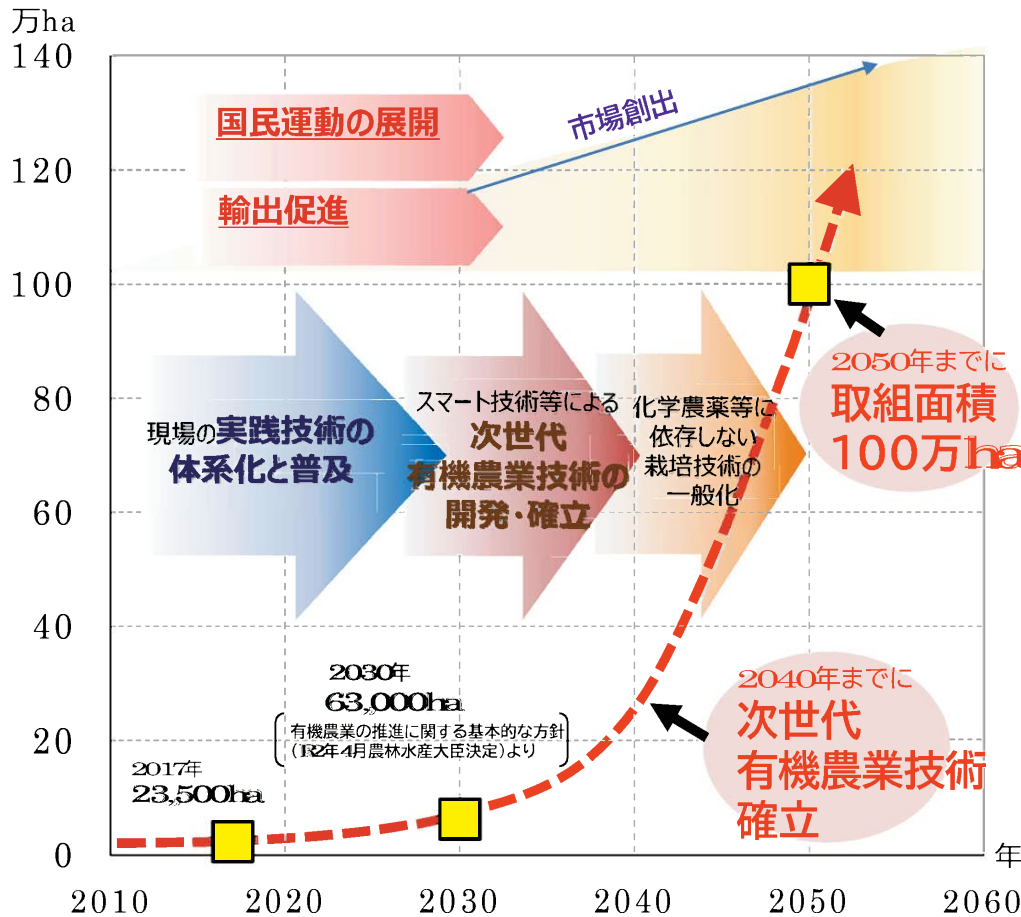 万ha
140
120
100
80
60
40
20
0
2010
2020
2030
2040
2050
2060
年
国民運動の展開
輸出促進
市場創出
現場の実践技術の
体系化と普及
スマート技術等による
次世代
有機農業技術の
開発・確立
化学農薬等に
依存しない
栽培技術の
一般化
2050年までに
取組面積
100万ha
2030年
63,000ha
有機農業の推進に関する基本的な方針
(R2年4月農林水産大臣決定)より
2017年
23,500ha
2040年までに
次世代
有機農業技術
確立